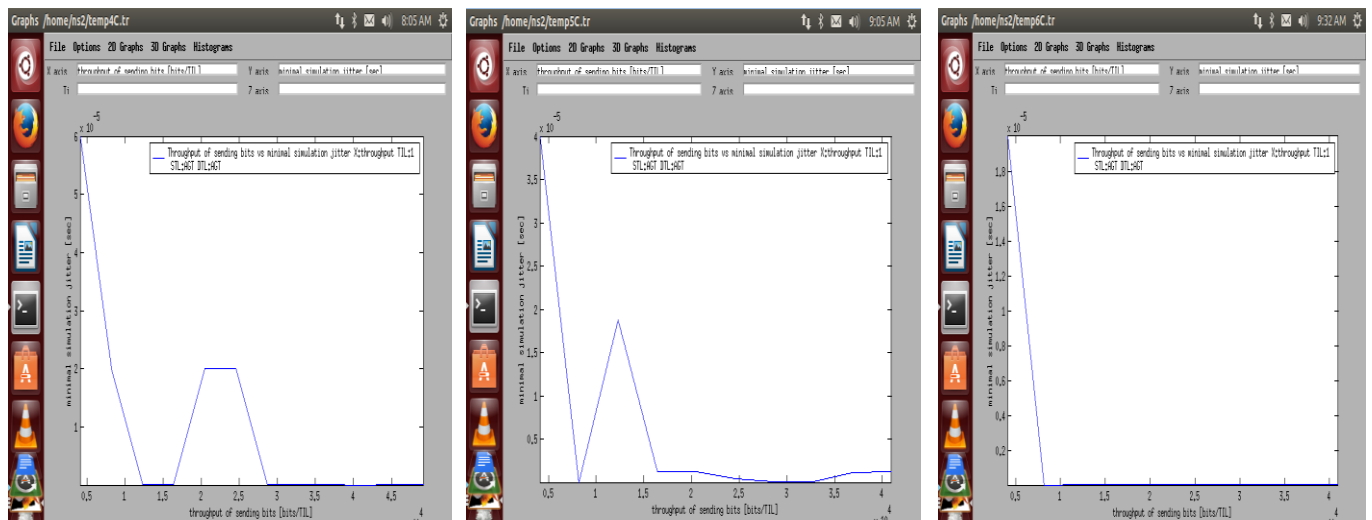 Graphs /home/ns2/temp4C.tr
8:05 AM
File Options 2D Graphs 3D Graphs Histograms
X axis throughput of sending bits [bits/TIL] Y axis minimal simulation jitter [sec]
Ti Z axis
x 10 -5
Throughput of sending bits vs minimal simulation jitter X:throughput TIL:1
STL:AGT DTL:AGT
minimal simulation jitter [sec]
6
5
4
3
2
1
0,5 1 1,5 2 2,5 3 3,5 4 4,5
throughput of sending bits [bits/TIL]
4
Graphs /home/ns2/temp5C.tr
9:05 AM
File Options 2D Graphs 3D Graphs Histograms
X axis throughput of sending bits [bits/TIL] Y axis minimal simulation jitter [sec]
Ti Z axis
x 10 -5
Throughput of sending bits vs minimal simulation jitter X:throughput TIL:1
STL:AGT DTL:AGT
minimal simulation jitter [sec]
4
3,5
3
2,5
2
1,5
1
0,5
0,5 1 1,5 2 2,5 3 3,5 4
throughput of sending bits [bits/TIL]
4
Graphs /home/ns2/temp6C.tr
9:32 AM
File Options 2D Graphs 3D Graphs Histograms
X axis throughput of sending bits [bits/TIL] Y axis minimal simulation jitter [sec]
Ti Z axis
x 10 -5
Throughput of sending bits vs minimal simulation jitter X:throughput TIL:1
STL:AGT DTL:AGT
minimal simulation jitter [sec]
1,8
1,6
1,4
1,2
1
0,8
0,6
0,4
0,2
0,5 1 1,5 2 2,5 3 3,5 4
throughput of sending bits [bits/TIL]
4